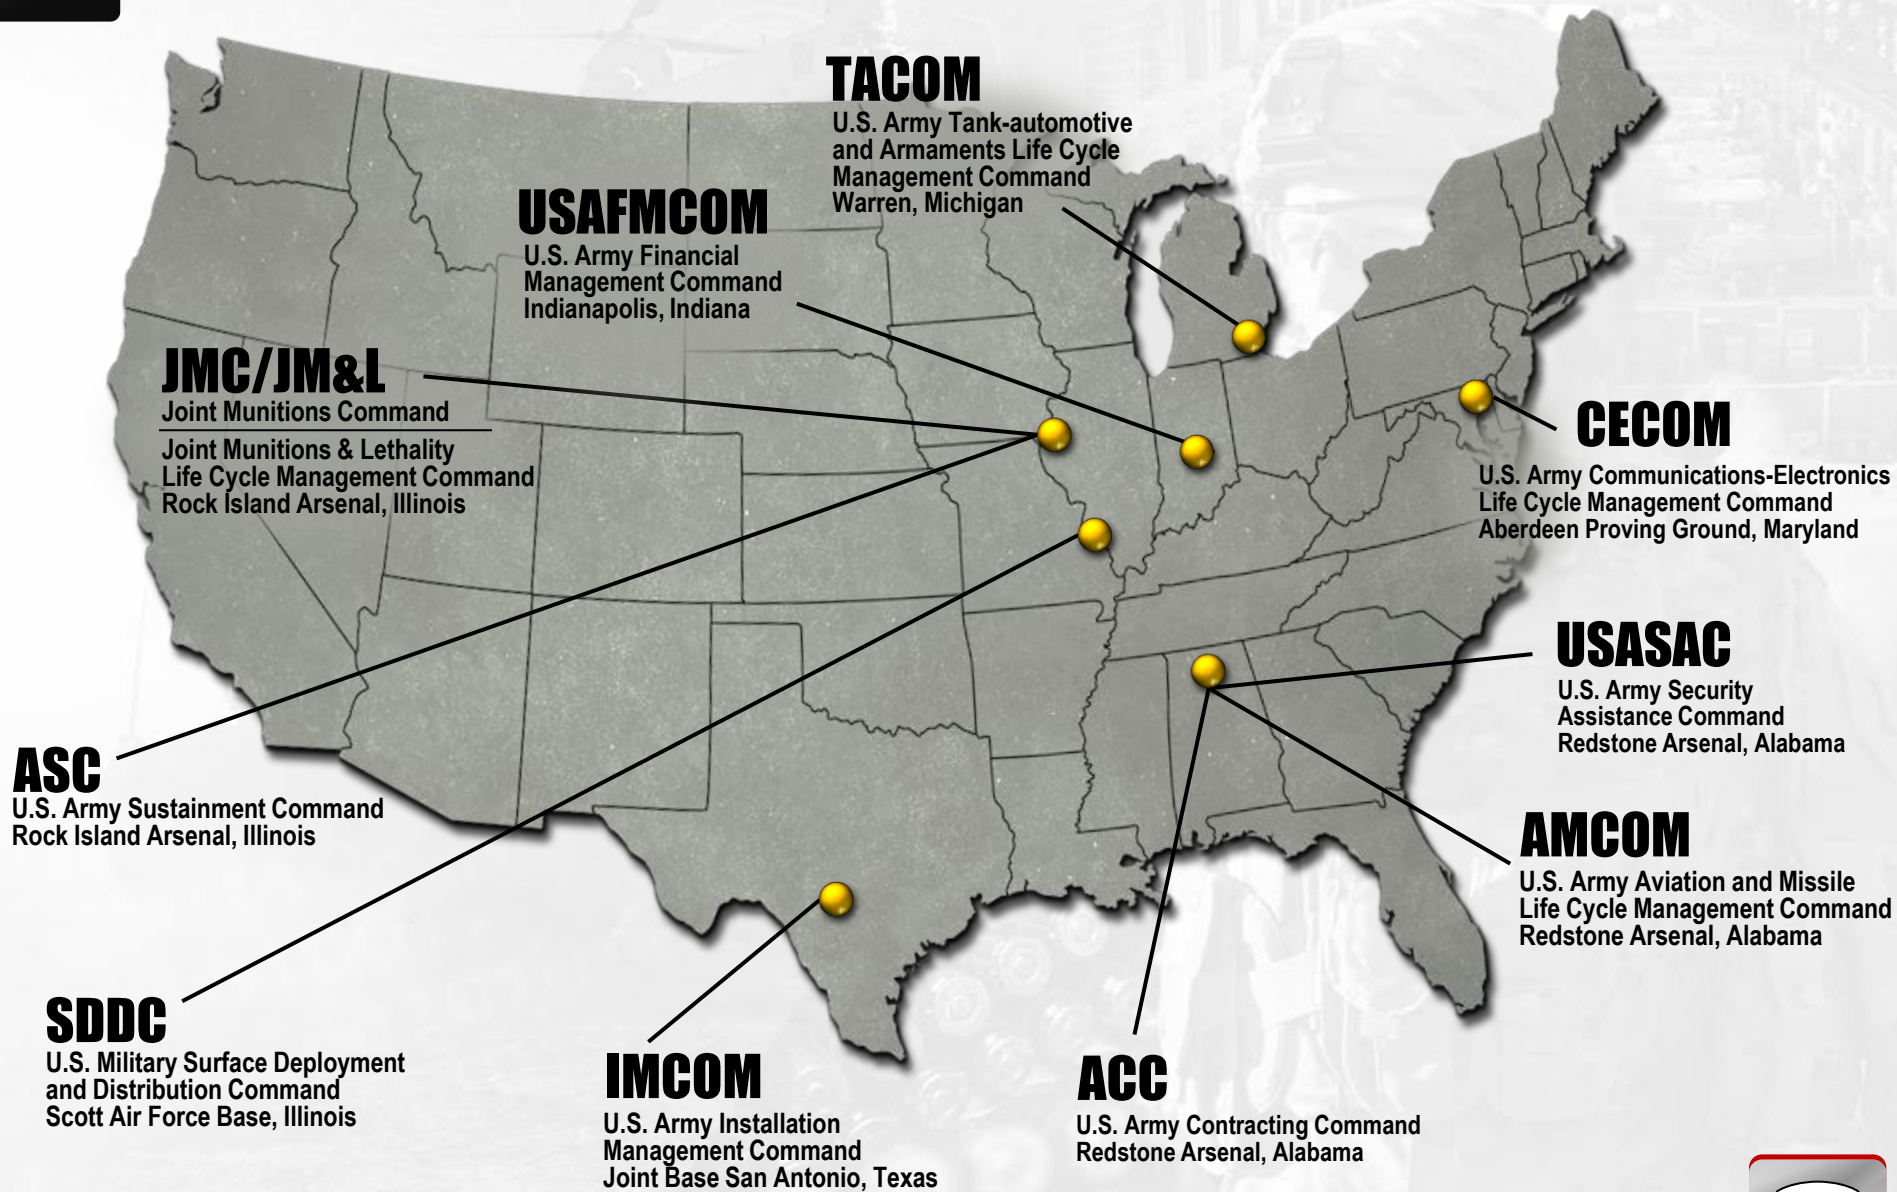 TACOM
U.S. Army Tank-automotive
and Armaments Life Cycle
Management Command
Warren, Michigan
USAFMCOM
U.S. Army Financial
Management Command
Indianapolis, Indiana
JMC/JM&L
Joint Munitions Command
Joint Munitions & Lethality
Life Cycle Management Command
Rock Island Arsenal, Illinois
CECOM
U.S. Army Communications-Electronics
Life Cycle Management Command
Aberdeen Proving Ground, Maryland
USASAC
U.S. Army Security
Assistance Command
Redstone Arsenal, Alabama
ASC
U.S. Army Sustainment Command
Rock Island Arsenal, Illinois
AMCOM
U.S. Army Aviation and Missile
Life Cycle Management Command
Redstone Arsenal, Alabama
SDDC
U.S. Military Surface Deployment
and Distribution Command
Scott Air Force Base, Illinois
IMCOM
U.S. Army Installation
Management Command
Joint Base San Antonio, Texas
ACC
U.S. Army Contracting Command
Redstone Arsenal, Alabama